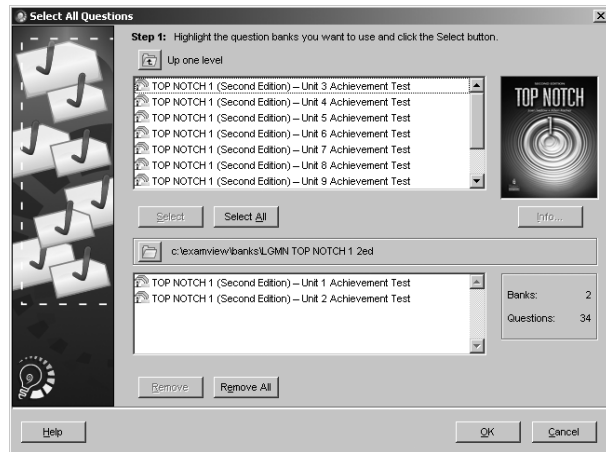 Select All Questions
Step 1: Highlight the question banks you want to use and click the Select button.
Up one level
TOP NOTCH 1 (Second Edition) – Unit 3 Achievement Test
TOP NOTCH 1 (Second Edition) – Unit 4 Achievement Test
TOP NOTCH 1 (Second Edition) – Unit 5 Achievement Test
TOP NOTCH 1 (Second Edition) – Unit 6 Achievement Test
TOP NOTCH 1 (Second Edition) – Unit 7 Achievement Test
TOP NOTCH 1 (Second Edition) – Unit 8 Achievement Test
TOP NOTCH 1 (Second Edition) – Unit 9 Achievement Test
SECOND EDITION
TOP NOTCH
Select
Select All
Info...
c:\examview\banks\LGMN TOP NOTCH 1 2ed
TOP NOTCH 1 (Second Edition) – Unit 1 Achievement Test
TOP NOTCH 1 (Second Edition) – Unit 2 Achievement Test
Banks: 2
Questions: 34
Remove
Remove All
Help
OK
Cancel